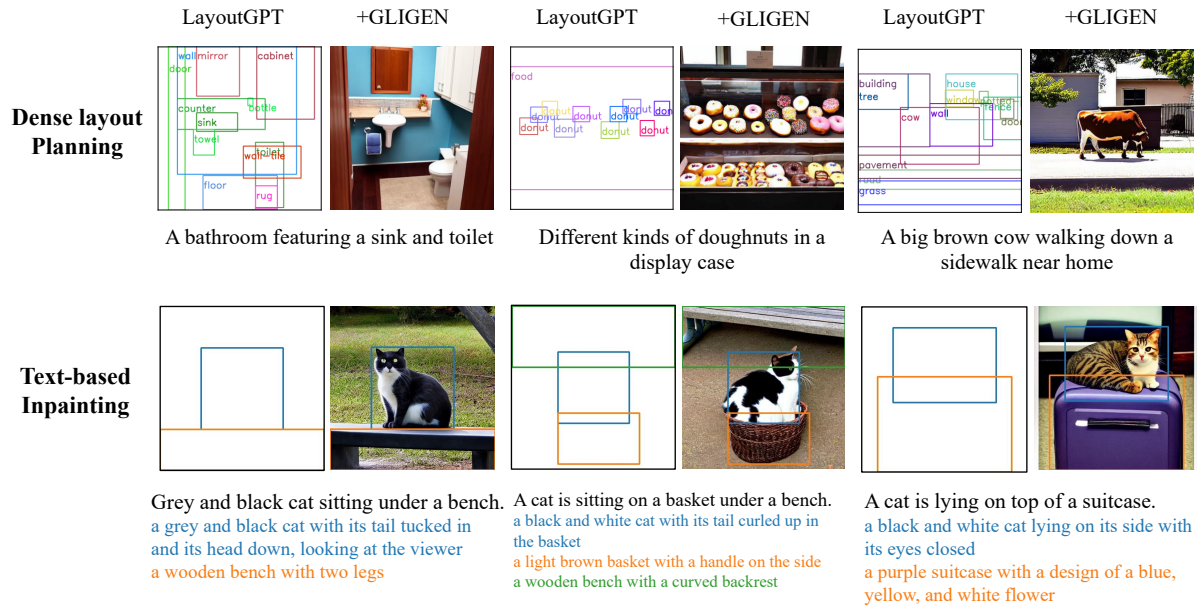 LayoutGPT +GLIGEN LayoutGPT +GLIGEN LayoutGPT +GLIGEN
Dense layout
Planning
wall mirror cabinet
door
counter bottle
sink
towel
toilet
wall-tile
floor
rug
food
donut donut don
donut donut donut
donut donut donut
building
tree
house
window
fence
door
cow wall
pavement
road
grass
A bathroom featuring a sink and toilet
Different kinds of doughnuts in a
display case
A big brown cow walking down a
sidewalk near home
Text-based
Inpainting
Grey and black cat sitting under a bench.
a grey and black cat with its tail tucked in
and its head down, looking at the viewer
a wooden bench with two legs
A cat is sitting on a basket under a bench.
a black and white cat with its tail curled up in
the basket
a light brown basket with a handle on the side
a wooden bench with a curved backrest
A cat is lying on top of a suitcase.
a black and white cat lying on its side with
its eyes closed
a purple suitcase with a design of a blue,
yellow, and white flower